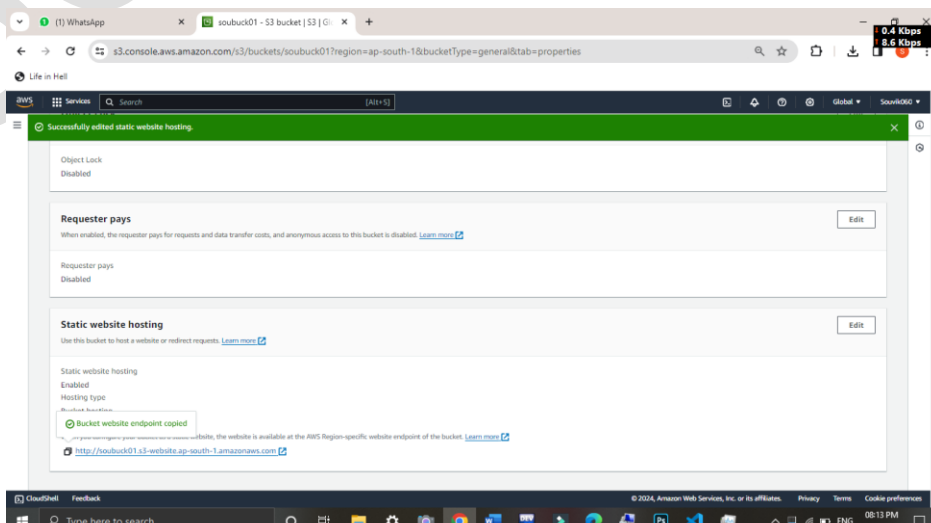 (1) WhatsApp
soubuck01 - S3 bucket | S3 | Gl
0.4 Kbps
8.6 Kbps
s3.console.aws.amazon.com/s3/buckets/soubuck01?region=ap-south-1&bucketType=general&tab=properties
Life in Hell
aws Services Search [Alt+S] Global Souvik060
Successfully edited static website hosting.
Object Lock
Disabled
Requester pays
Edit
When enabled, the requester pays for requests and data transfer costs, and anonymous access to this bucket is disabled. Learn more
Requester pays
Disabled
Static website hosting
Edit
Use this bucket to host a website or redirect requests. Learn more
Static website hosting
Enabled
Hosting type
Bucket hosting
Bucket website endpoint copied
website, the website is available at the AWS Region-specific website endpoint of the bucket. Learn more
http://soubuck01.s3-website.ap-south-1.amazonaws.com
CloudShell Feedback © 2024, Amazon Web Services, Inc. or its affiliates. Privacy Terms Cookie preferences
Type here to search
ENG
08:13 PM